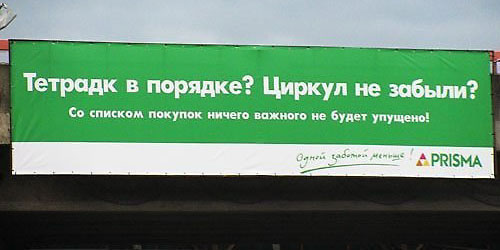 Тетрадк в порядке? Циркул не забыли?
Со списком покупок ничего важного не будет упущено!
Одной заботой меньше! PRISMA